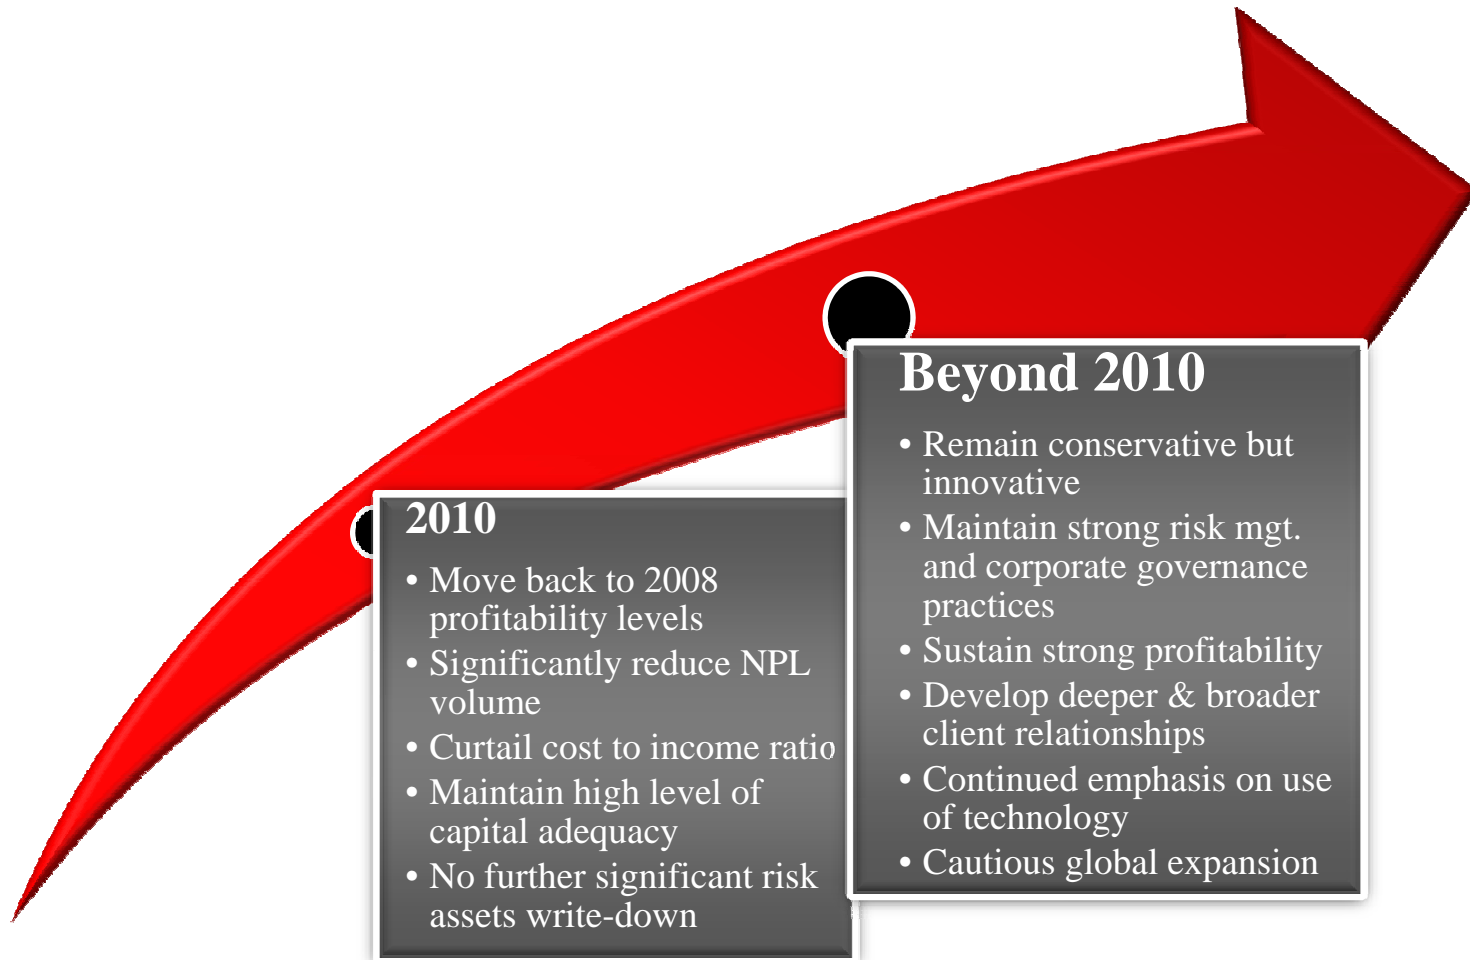 2010
• Move back to 2008
profitability levels
• Significantly reduce NPL
volume
• Curtail cost to income ratio
• Maintain high level of
capital adequacy
• No further significant risk
assets write-down
Beyond 2010
• Remain conservative but
innovative
• Maintain strong risk mgt.
and corporate governance
practices
• Sustain strong profitability
• Develop deeper & broader
client relationships
• Continued emphasis on use
of technology
• Cautious global expansion